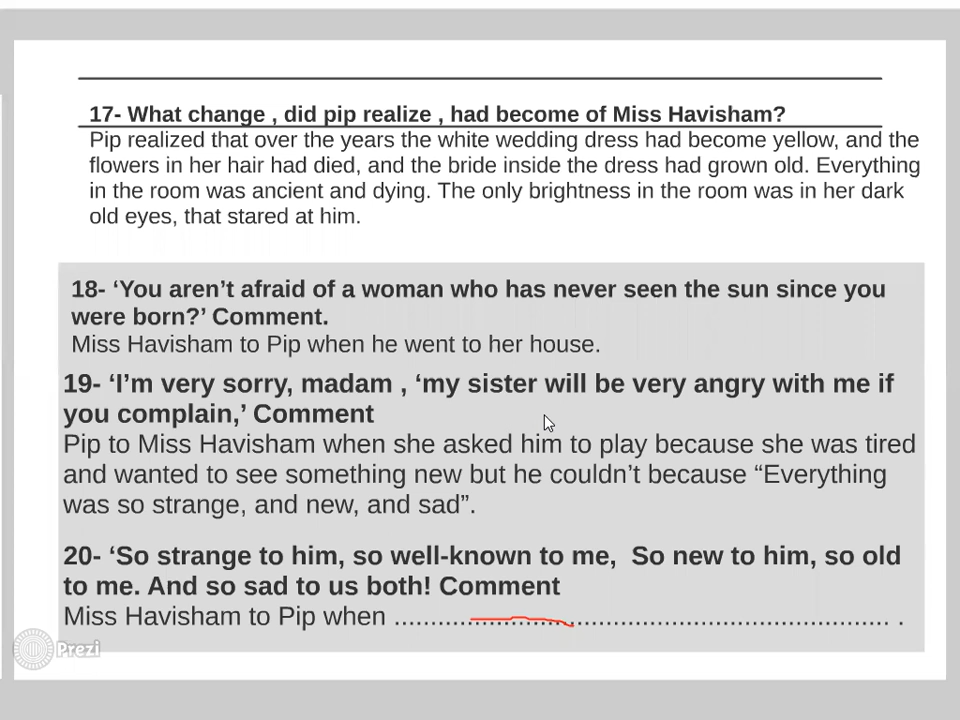 17- What change , did pip realize , had become of Miss Havisham?
Pip realized that over the years the white wedding dress had become yellow, and the
flowers in her hair had died, and the bride inside the dress had grown old. Everything
in the room was ancient and dying. The only brightness in the room was in her dark
old eyes, that stared at him.
18- ‘You aren’t afraid of a woman who has never seen the sun since you
were born?’ Comment.
Miss Havisham to Pip when he went to her house.
19- ‘I’m very sorry, madam , ‘my sister will be very angry with me if
you complain,’ Comment
Pip to Miss Havisham when she asked him to play because she was tired
and wanted to see something new but he couldn’t because “Everything
was so strange, and new, and sad”.
20- ‘So strange to him, so well-known to me,  So new to him, so old
to me. And so sad to us both! Comment
Miss Havisham to Pip when ............................................................ .
Prezi